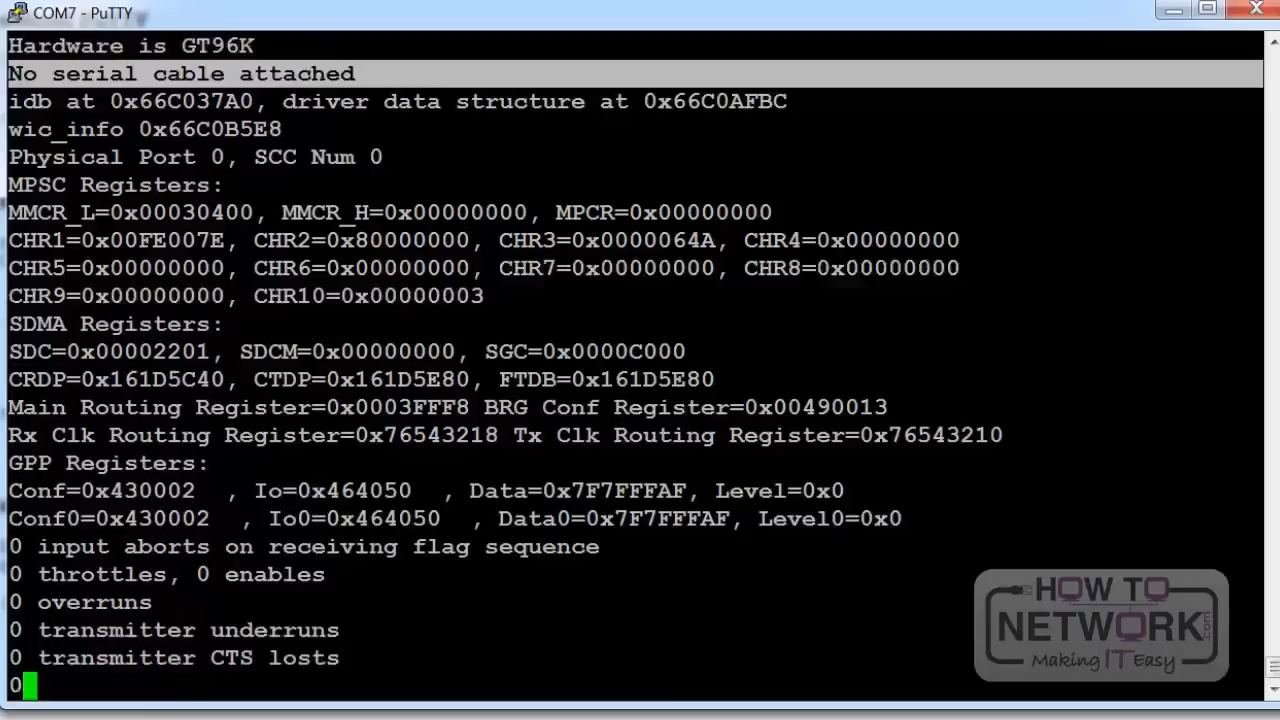 COM7 - PuTTY
Hardware is GT96K
No serial cable attached
idb at 0x66C037A0, driver data structure at 0x66C0AFBC
wic_info 0x66C0B5E8
Physical Port 0, SCC Num 0
MPSC Registers:
MMCR_L=0x00030400, MMCR_H=0x00000000, MPCR=0x00000000
CHR1=0x00FE007E, CHR2=0x80000000, CHR3=0x0000064A, CHR4=0x00000000
CHR5=0x00000000, CHR6=0x00000000, CHR7=0x00000000, CHR8=0x00000000
CHR9=0x00000000, CHR10=0x00000003
SDMA Registers:
SDC=0x00002201, SDCM=0x00000000, SGC=0x0000C000
CRDP=0x161D5C40, CTDP=0x161D5E80, FTDB=0x161D5E80
Main Routing Register=0x0003FFF8 BRG Conf Register=0x00490013
Rx Clk Routing Register=0x76543218 Tx Clk Routing Register=0x76543210
GPP Registers:
Conf=0x430002  , Io=0x464050  , Data=0x7F7FFFAF, Level=0x0
Conf0=0x430002  , Io0=0x464050  , Data0=0x7F7FFFAF, Level0=0x0
0 input aborts on receiving flag sequence
0 throttles, 0 enables
0 overruns
0 transmitter underruns
0 transmitter CTS losts
0
HOW TO
NETWORK.com
Making IT Easy